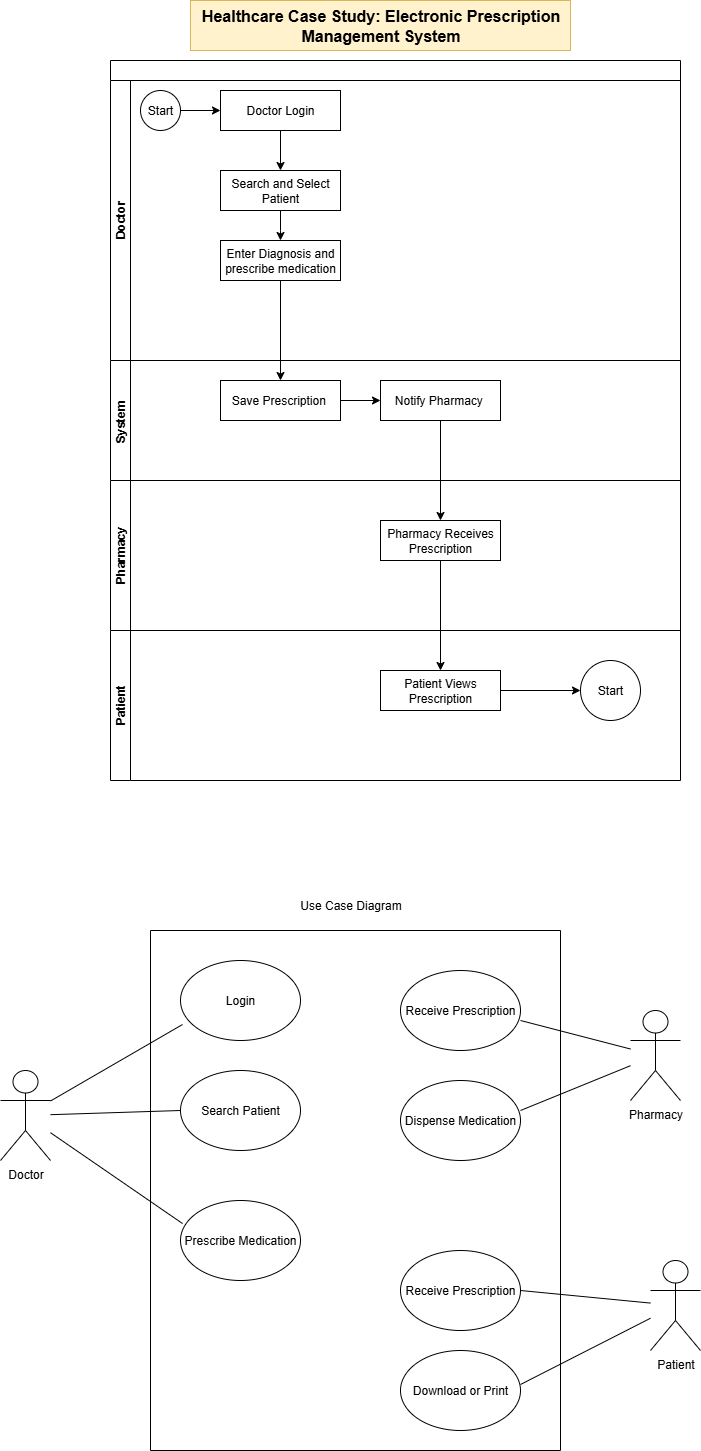 Healthcare Case Study: Electronic Prescription
Management System
Doctor
Start
Doctor Login
Search and Select
Patient
Enter Diagnosis and
prescribe medication
System
Save Prescription
Notify Pharmacy
Pharmacy
Pharmacy Receives
Prescription
Patient
Patient Views
Prescription
Start
Use Case Diagram
Login
Receive Prescription
Search Patient
Dispense Medication
Pharmacy
Doctor
Prescribe Medication
Receive Prescription
Patient
Download or Print